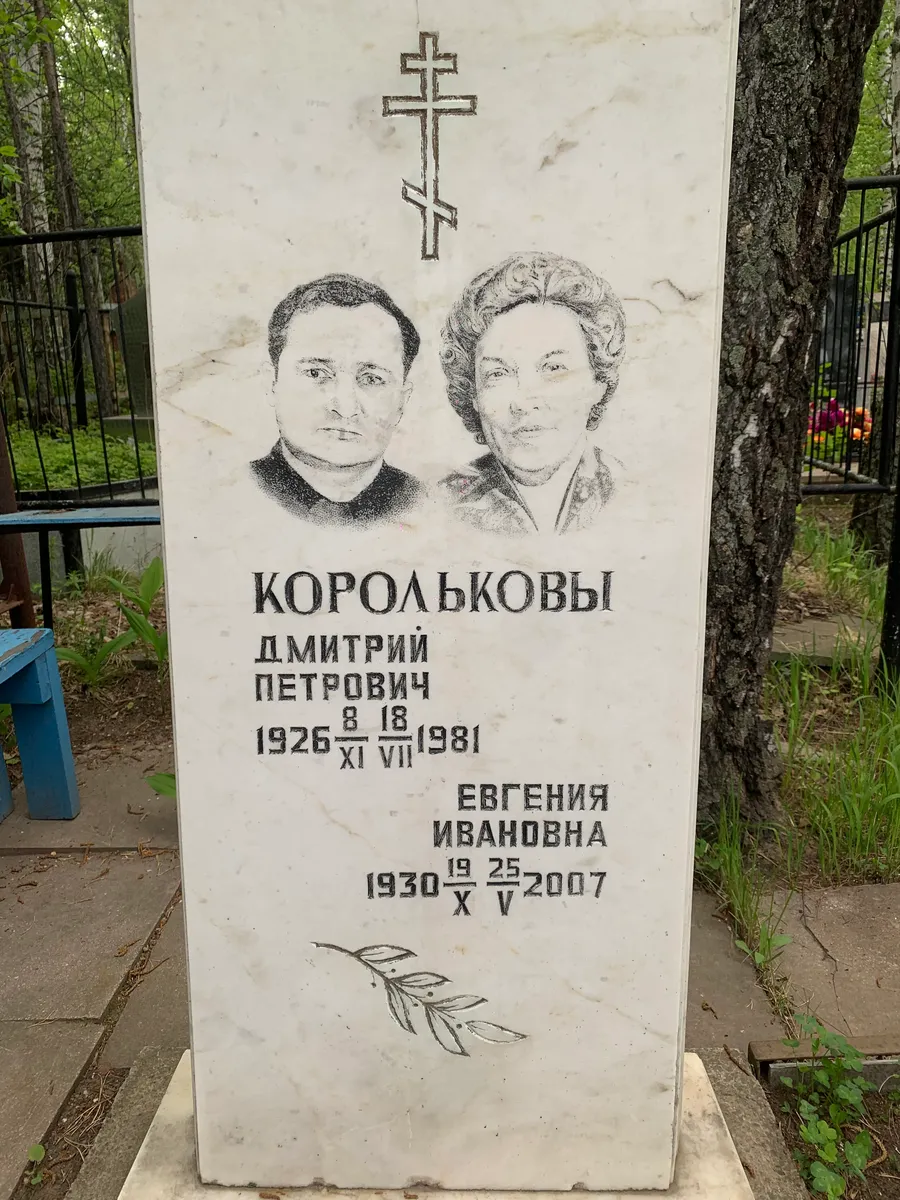 КОРОЛЬКОВЫ
ДМИТРИЙ
ПЕТРОВИЧ
1926 8/XI 18/VII 1981
ЕВГЕНИЯ
ИВАНОВНА
1930 19/X 25/V 2007